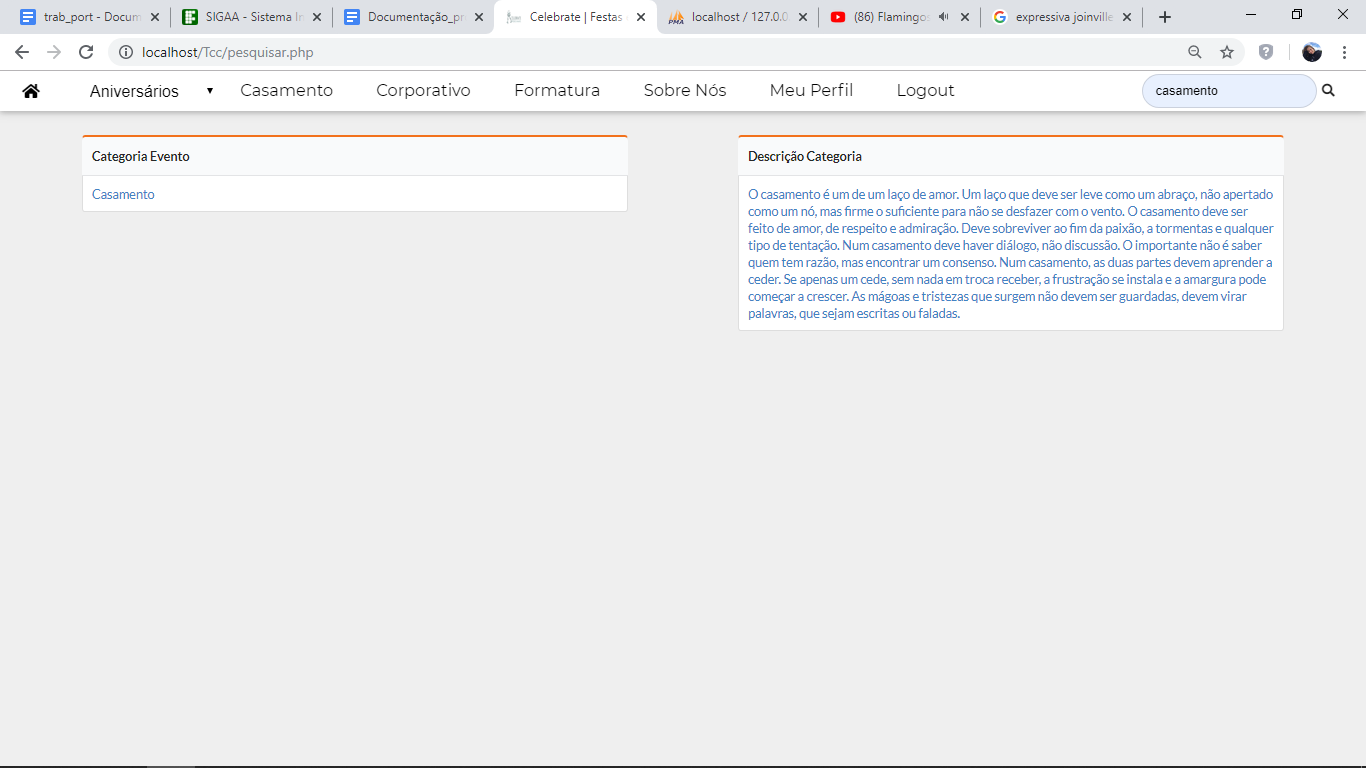 trab_port - Docum
SIGAA - Sistema In
Documentação_pr
Celebrate | Festas
localhost / 127.0.0
(86) Flamingos
expressiva joinville
localhost/Tcc/pesquisar.php
Aniversários
Casamento
Corporativo
Formatura
Sobre Nós
Meu Perfil
Logout
casamento
Categoria Evento
Casamento
Descrição Categoria
O casamento é um de um laço de amor. Um laço que deve ser leve como um abraço, não apertado
como um nó, mas firme o suficiente para não se desfazer com o vento. O casamento deve ser
feito de amor, de respeito e admiração. Deve sobreviver ao fim da paixão, a tormentas e qualquer
tipo de tentação. Num casamento deve haver diálogo, não discussão. O importante não é saber
quem tem razão, mas encontrar um consenso. Num casamento, as duas partes devem aprender a
ceder. Se apenas um cede, sem nada em troca receber, a frustração se instala e a amargura pode
começar a crescer. As mágoas e tristezas que surgem não devem ser guardadas, devem virar
palavras, que sejam escritas ou faladas.